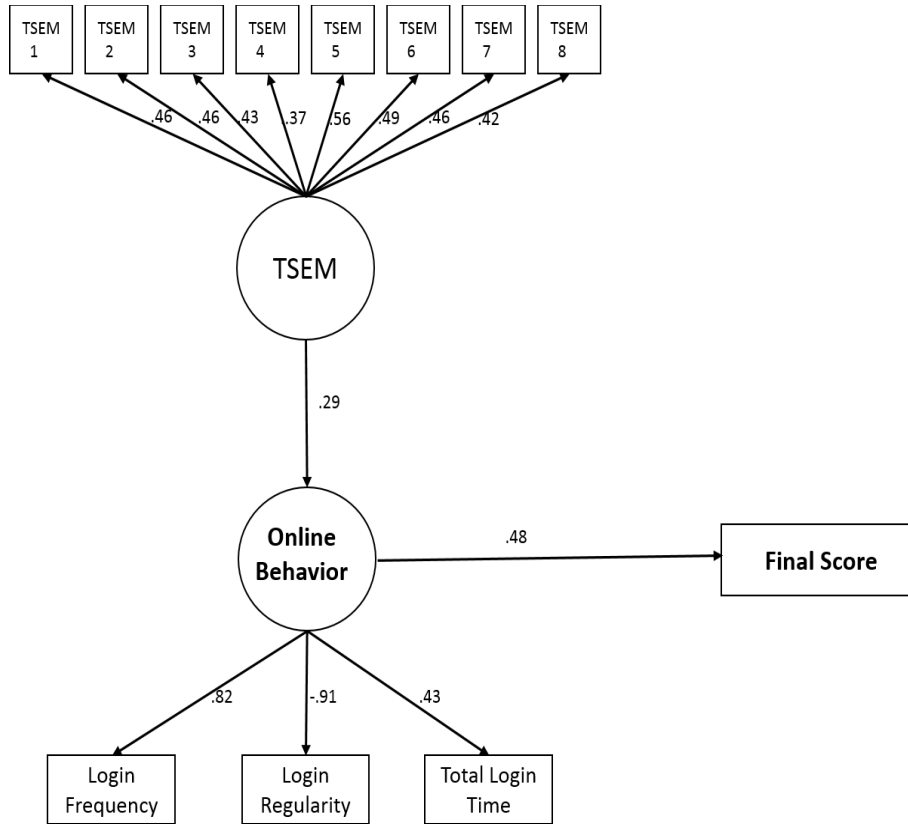 TSEM
1
TSEM
2
TSEM
3
TSEM
4
TSEM
5
TSEM
6
TSEM
7
TSEM
8
.46
.46
.43
.37
.56
.49
.46
.42
TSEM
.29
Online
Behavior
.48
Final Score
.82
-.91
.43
Login
Frequency
Login
Regularity
Total Login
Time